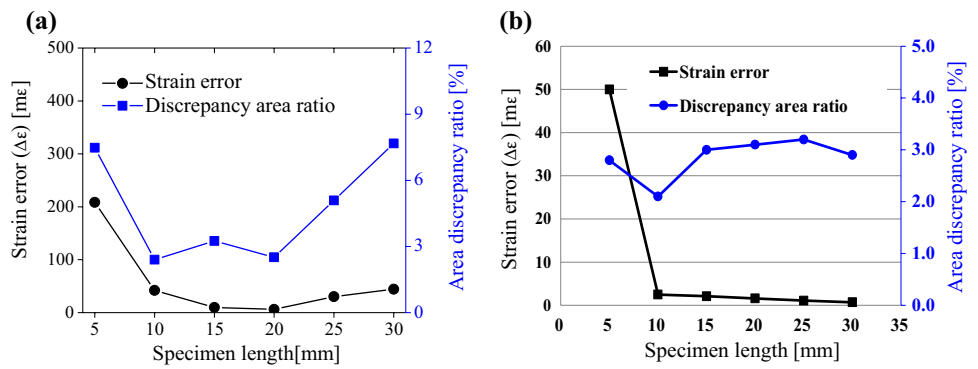 (a)
500
400
300
200
100
0
Strain error (Δε) [mε]
12
9
6
3
0
Area discrepancy ratio [%]
Strain error
Discrepancy area ratio
5 10 15 20 25 30
Specimen length[mm]
(b)
60
50
40
30
20
10
0
Strain error (Δε) [mε]
5.0
4.0
3.0
2.0
1.0
0.0
Area discrepancy ratio [%]
Strain error
Discrepancy area ratio
0 5 10 15 20 25 30 35
Specimen length [mm]